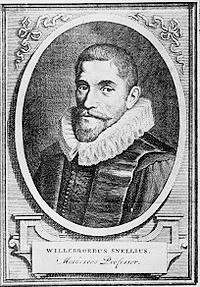 WILLEBRORDUS SNELLIUS,
Matheseos Professor.